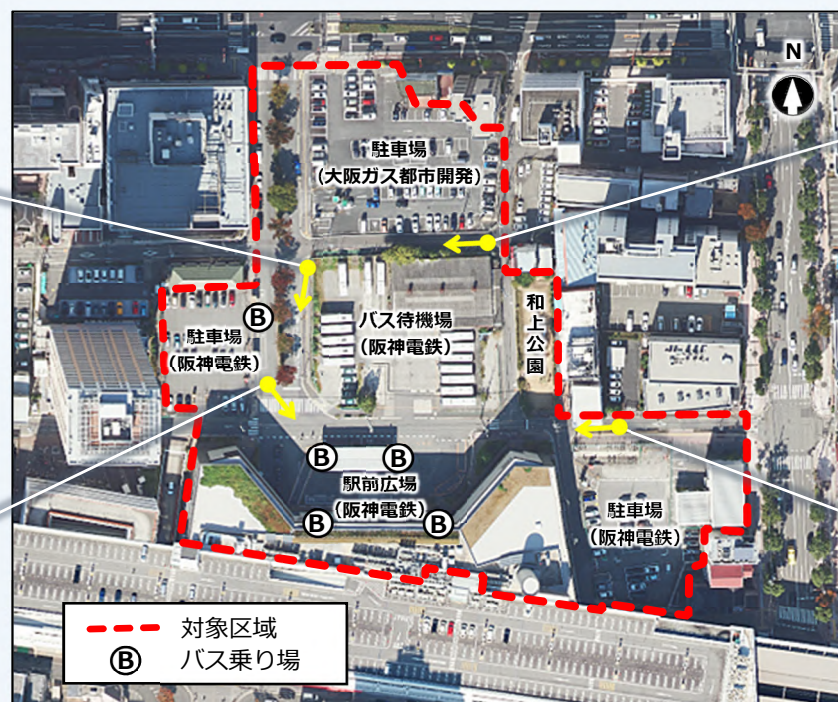 N
駐車場
(大阪ガス都市開発)
バス待機場
(阪神電鉄)
和上公園
Ⓑ
駐車場
(阪神電鉄)
Ⓑ
Ⓑ
駅前広場
(阪神電鉄)
Ⓑ
Ⓑ
駐車場
(阪神電鉄)
対象区域
Ⓑ バス乗り場